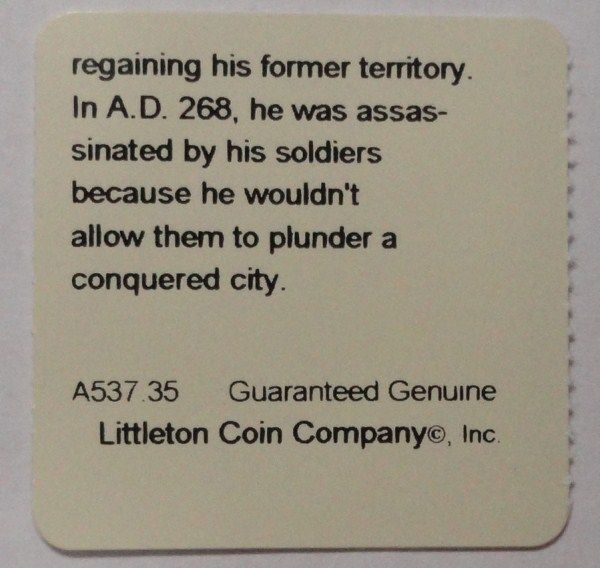 regaining his former territory.
In A.D. 268, he was assas-
sinated by his soldiers
because he wouldn't
allow them to plunder a
conquered city.
A537.35 Guaranteed Genuine
Littleton Coin Company©, Inc.